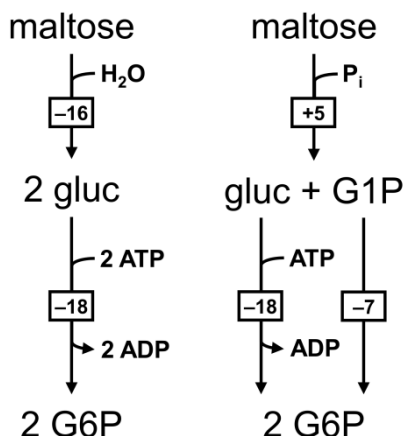 maltose
H₂O
–16
2 gluc
2 ATP
–18
2 ADP
2 G6P
maltose
Pᵢ
+5
gluc + G1P
ATP
–18
–7
ADP
2 G6P